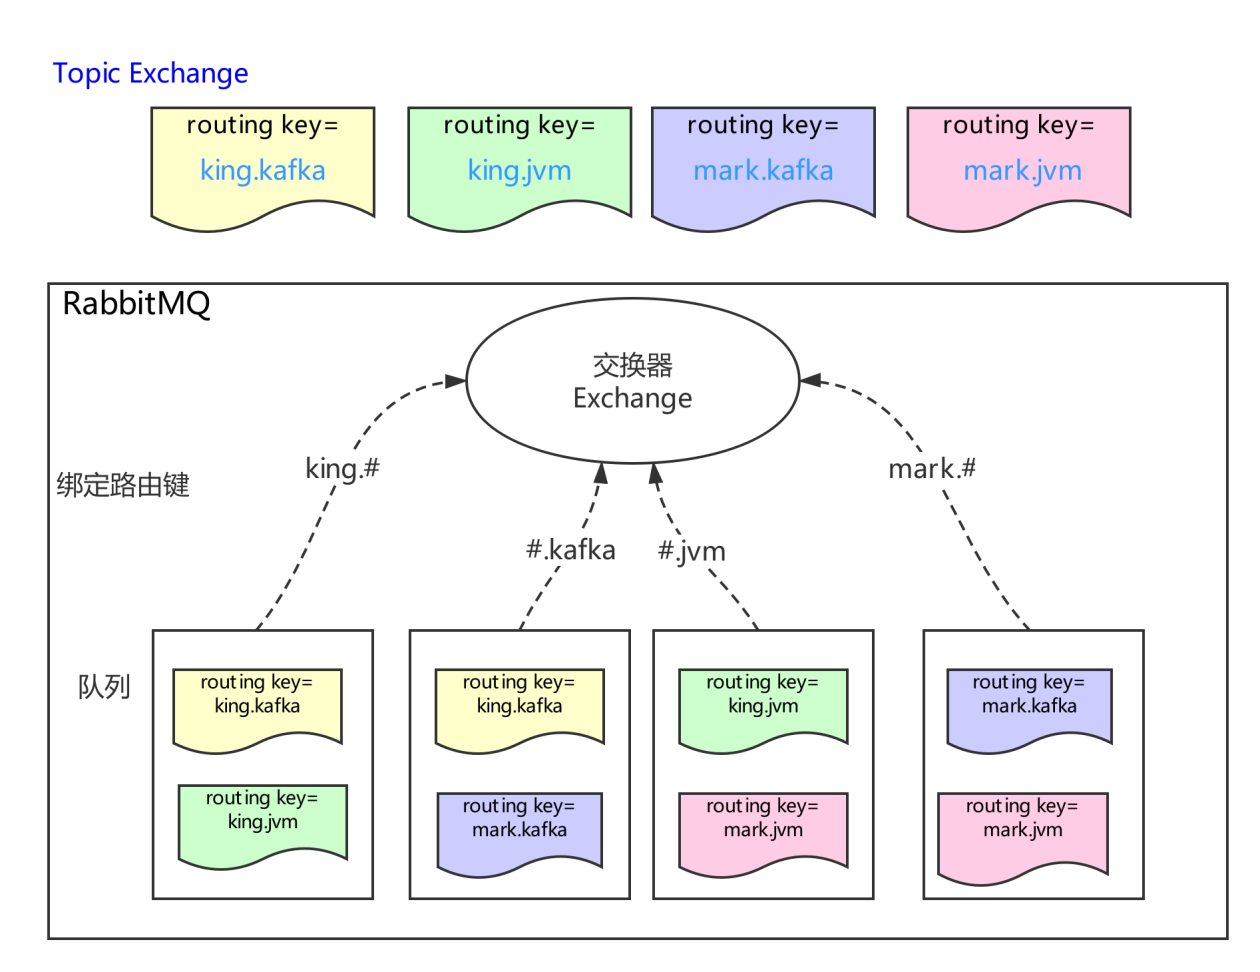 Topic Exchange
routing key=
king.kafka
routing key=
king.jvm
routing key=
mark.kafka
routing key=
mark.jvm
RabbitMQ
交换器
Exchange
绑定路由键
king.#
#.kafka
#.jvm
mark.#
队列
routing key=
king.kafka
routing key=
king.jvm
routing key=
king.kafka
routing key=
mark.kafka
routing key=
king.jvm
routing key=
mark.jvm
routing key=
mark.kafka
routing key=
mark.jvm